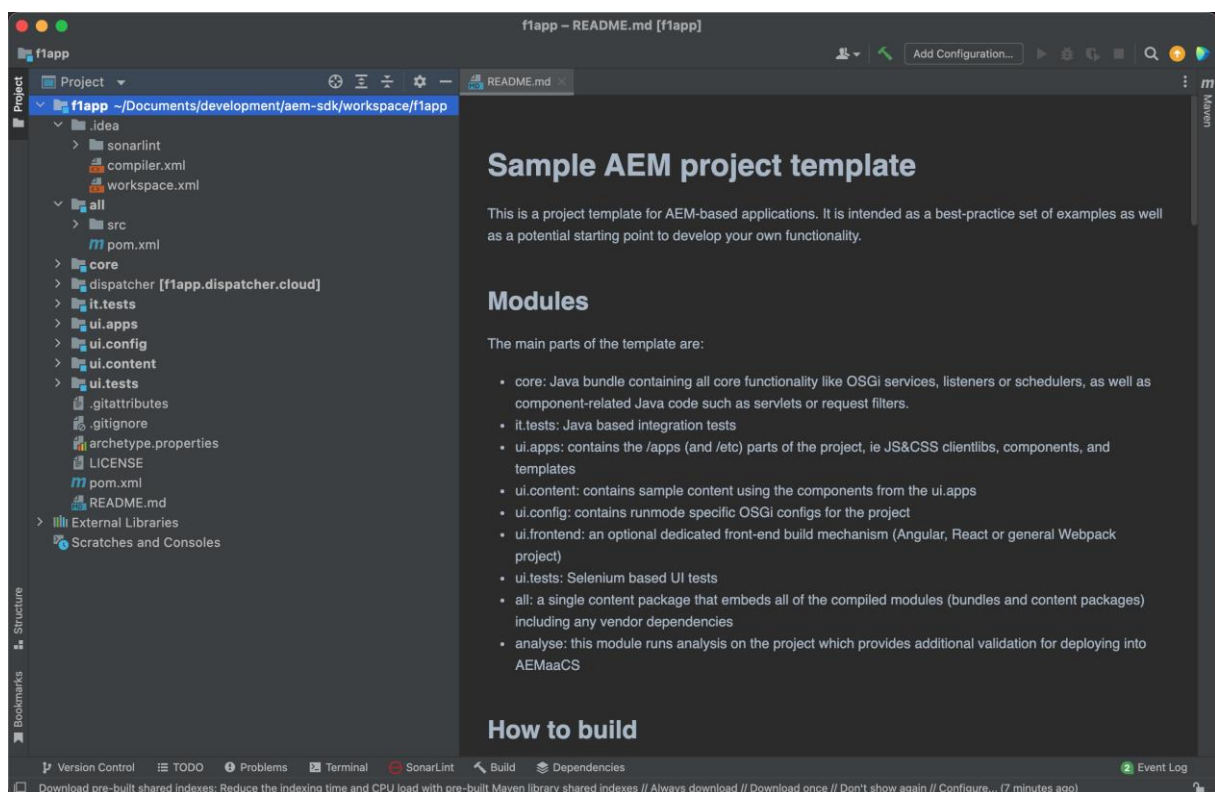 f1app – README.md [f1app]
f1app
Add Configuration...
Project
README.md
Project
Maven
f1app ~/Documents/development/aem-sdk/workspace/f1app
.idea
sonarlint
compiler.xml
workspace.xml
all
src
pom.xml
core
dispatcher [f1app.dispatcher.cloud]
it.tests
ui.apps
ui.config
ui.content
ui.tests
.gitattributes
.gitignore
archetype.properties
LICENSE
pom.xml
README.md
External Libraries
Scratches and Consoles
Structure
Bookmarks
Sample AEM project template
This is a project template for AEM-based applications. It is intended as a best-practice set of examples as well
as a potential starting point to develop your own functionality.
Modules
The main parts of the template are:
• core: Java bundle containing all core functionality like OSGi services, listeners or schedulers, as well as
component-related Java code such as servlets or request filters.
• it.tests: Java based integration tests
• ui.apps: contains the /apps (and /etc) parts of the project, ie JS&CSS clientlibs, components, and
templates
• ui.content: contains sample content using the components from the ui.apps
• ui.config: contains runmode specific OSGi configs for the project
• ui.frontend: an optional dedicated front-end build mechanism (Angular, React or general Webpack
project)
• ui.tests: Selenium based UI tests
• all: a single content package that embeds all of the compiled modules (bundles and content packages)
including any vendor dependencies
• analyse: this module runs analysis on the project which provides additional validation for deploying into
AEMaaCS
How to build
Version Control TODO Problems Terminal SonarLint Build Dependencies 2 Event Log
Download pre-built shared indexes: Reduce the indexing time and CPU load with pre-built Maven library shared indexes // Always download // Download once // Don't show again // Configure... (7 minutes ago)